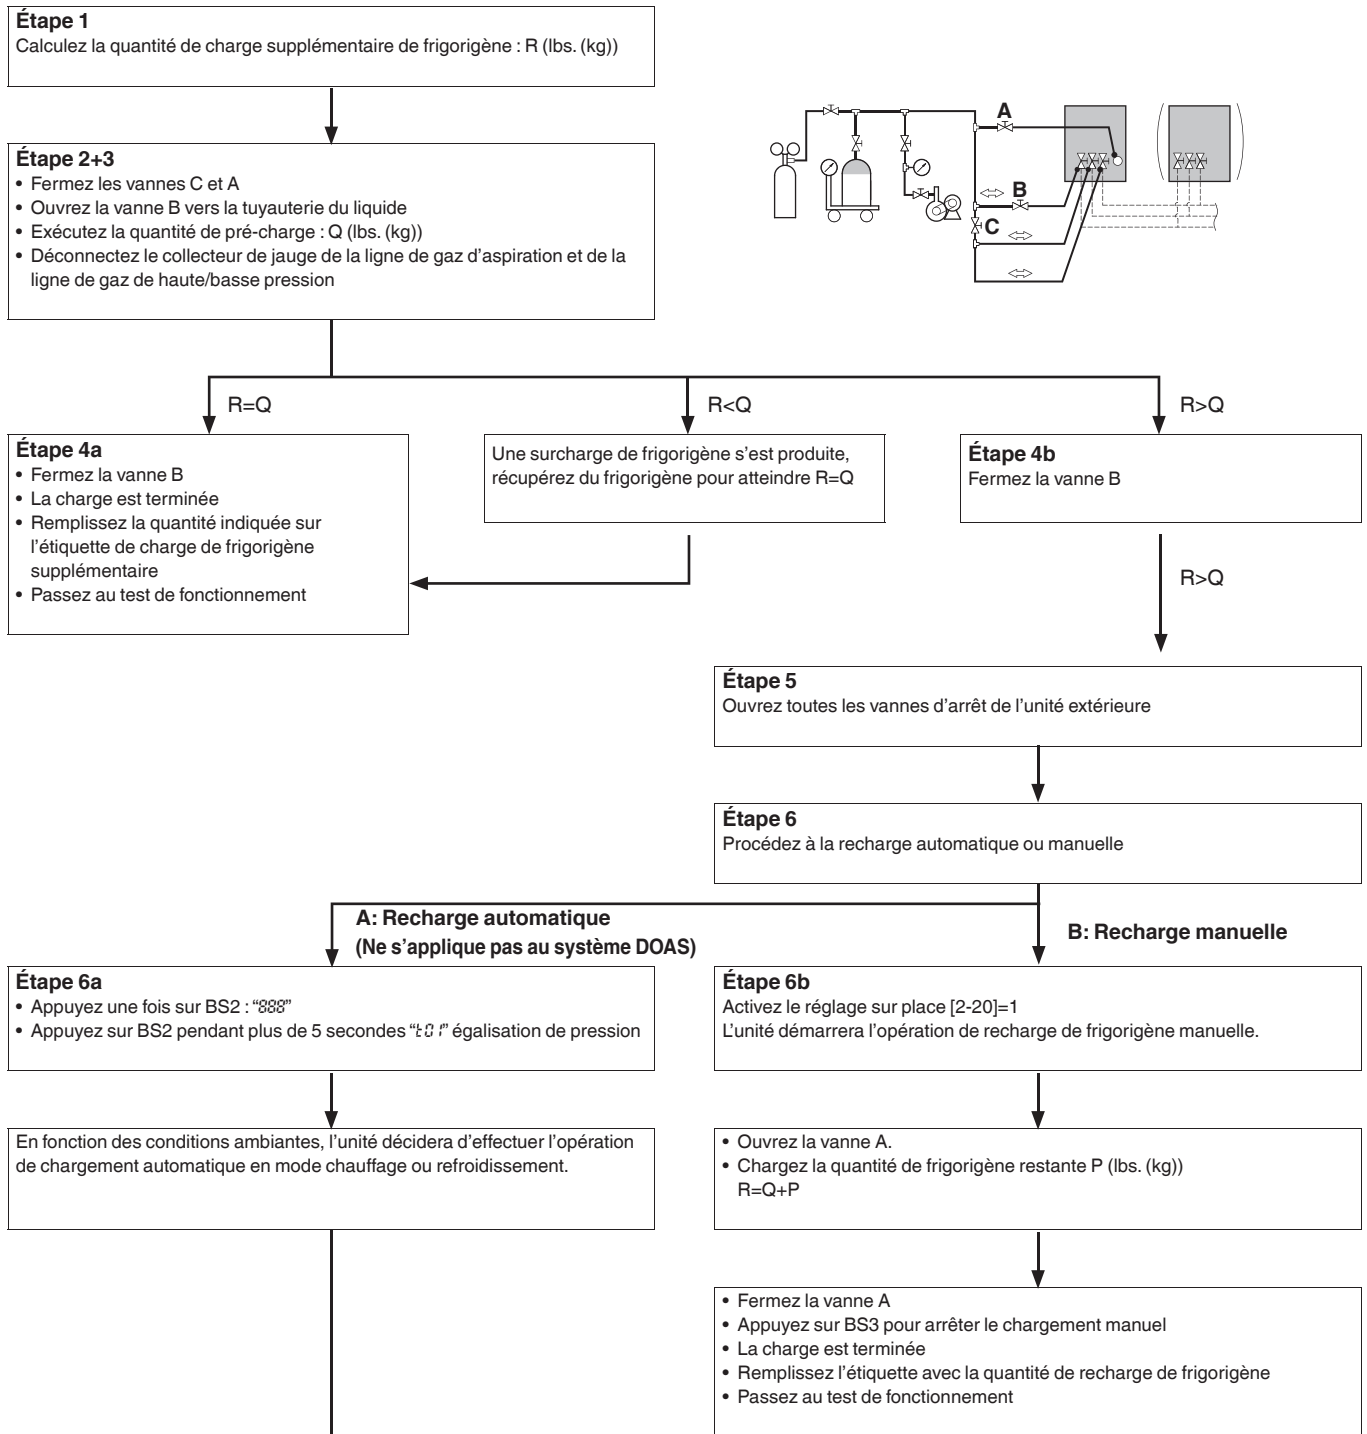 Étape 1
Calculez la quantité de charge supplémentaire de frigorigène : R (lbs. (kg))
Étape 2+3
• Fermez les vannes C et A
• Ouvrez la vanne B vers la tuyauterie du liquide
• Exécutez la quantité de pré-charge : Q (lbs. (kg))
• Déconnectez le collecteur de jauge de la ligne de gaz d'aspiration et de la
ligne de gaz de haute/basse pression
A
B
C
R=Q
R<Q
R>Q
Étape 4a
• Fermez la vanne B
• La charge est terminée
• Remplissez la quantité indiquée sur
l'étiquette de charge de frigorigène
supplémentaire
• Passez au test de fonctionnement
Une surcharge de frigorigène s'est produite,
récupérez du frigorigène pour atteindre R=Q
Étape 4b
Fermez la vanne B
R>Q
Étape 5
Ouvrez toutes les vannes d'arrêt de l'unité extérieure
Étape 6
Procédez à la recharge automatique ou manuelle
A: Recharge automatique
(Ne s'applique pas au système DOAS)
B: Recharge manuelle
Étape 6a
• Appuyez une fois sur BS2 : “888”
• Appuyez sur BS2 pendant plus de 5 secondes “t01” égalisation de pression
Étape 6b
Activez le réglage sur place [2-20]=1
L'unité démarrera l'opération de recharge de frigorigène manuelle.
En fonction des conditions ambiantes, l'unité décidera d'effectuer l'opération
de chargement automatique en mode chauffage ou refroidissement.
• Ouvrez la vanne A.
• Chargez la quantité de frigorigène restante P (lbs. (kg))
R=Q+P
• Fermez la vanne A
• Appuyez sur BS3 pour arrêter le chargement manuel
• La charge est terminée
• Remplissez l'étiquette avec la quantité de recharge de frigorigène
• Passez au test de fonctionnement